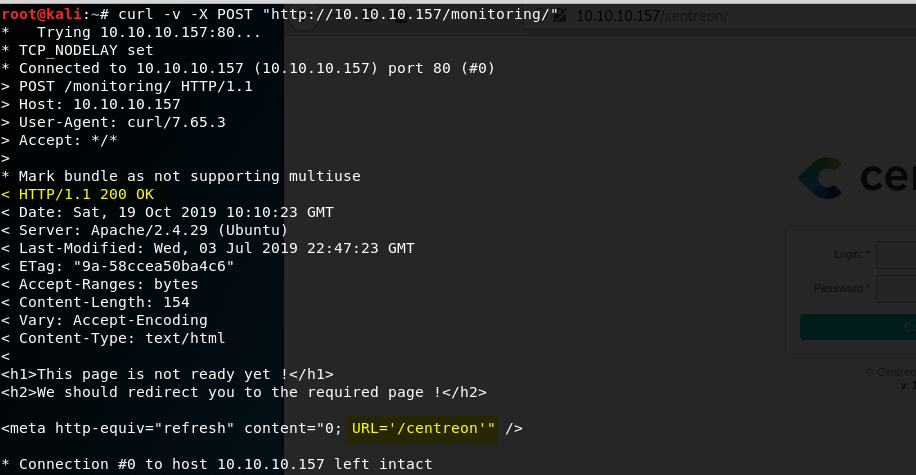 root@kali:~# curl -v -X POST "http://10.10.10.157/monitoring/"
10.10.10.157/centreon/
*   Trying 10.10.10.157:80...
* TCP_NODELAY set
* Connected to 10.10.10.157 (10.10.10.157) port 80 (#0)
> POST /monitoring/ HTTP/1.1
> Host: 10.10.10.157
> User-Agent: curl/7.65.3
> Accept: */*
>
* Mark bundle as not supporting multiuse
< HTTP/1.1 200 OK
< Date: Sat, 19 Oct 2019 10:10:23 GMT
< Server: Apache/2.4.29 (Ubuntu)
< Last-Modified: Wed, 03 Jul 2019 22:47:23 GMT
< ETag: "9a-58ccea50ba4c6"
< Accept-Ranges: bytes
< Content-Length: 154
< Vary: Accept-Encoding
< Content-Type: text/html
<
<h1>This page is not ready yet !</h1>
<h2>We should redirect you to the required page !</h2>
<meta http-equiv="refresh" content="0; URL='/centreon'" />
* Connection #0 to host 10.10.10.157 left intact
ce
Login: *
Password *
©
v.